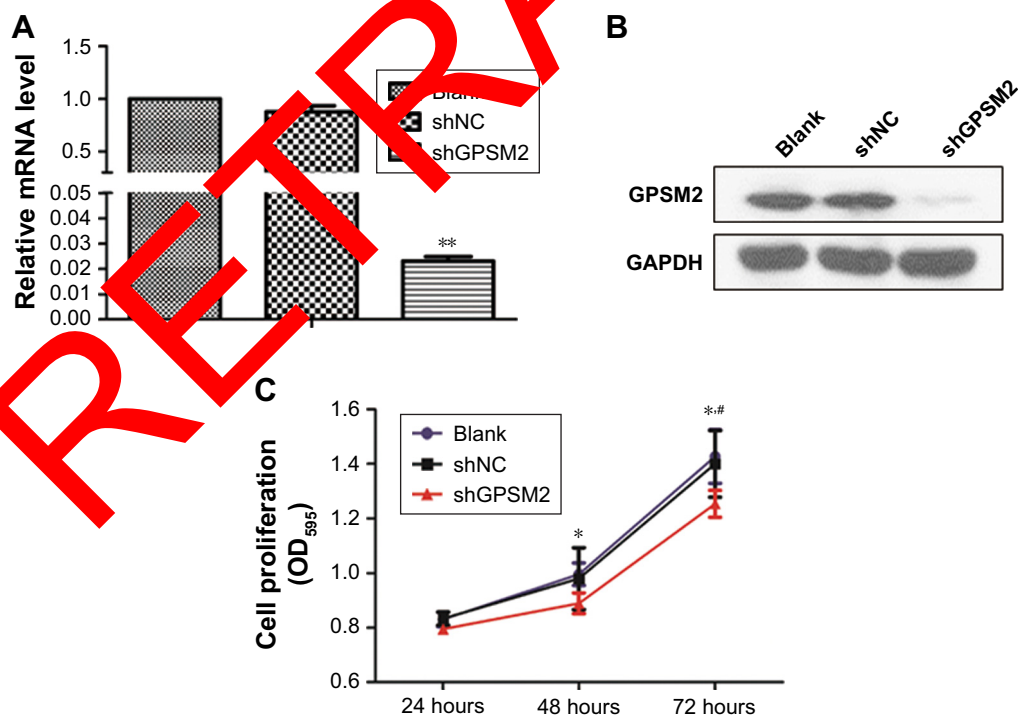 A
Relative mRNA level
1.5
1.0
0.5
0.05
0.04
0.03
0.02
0.01
0.00
Blank
shNC
shGPSM2
**
B
Blank
shNC
shGPSM2
GPSM2
GAPDH
RETRA
C
Cell proliferation
(OD595)
1.6
1.4
1.2
1.0
0.8
0.6
Blank
shNC
shGPSM2
*
*,#
24 hours
48 hours
72 hours